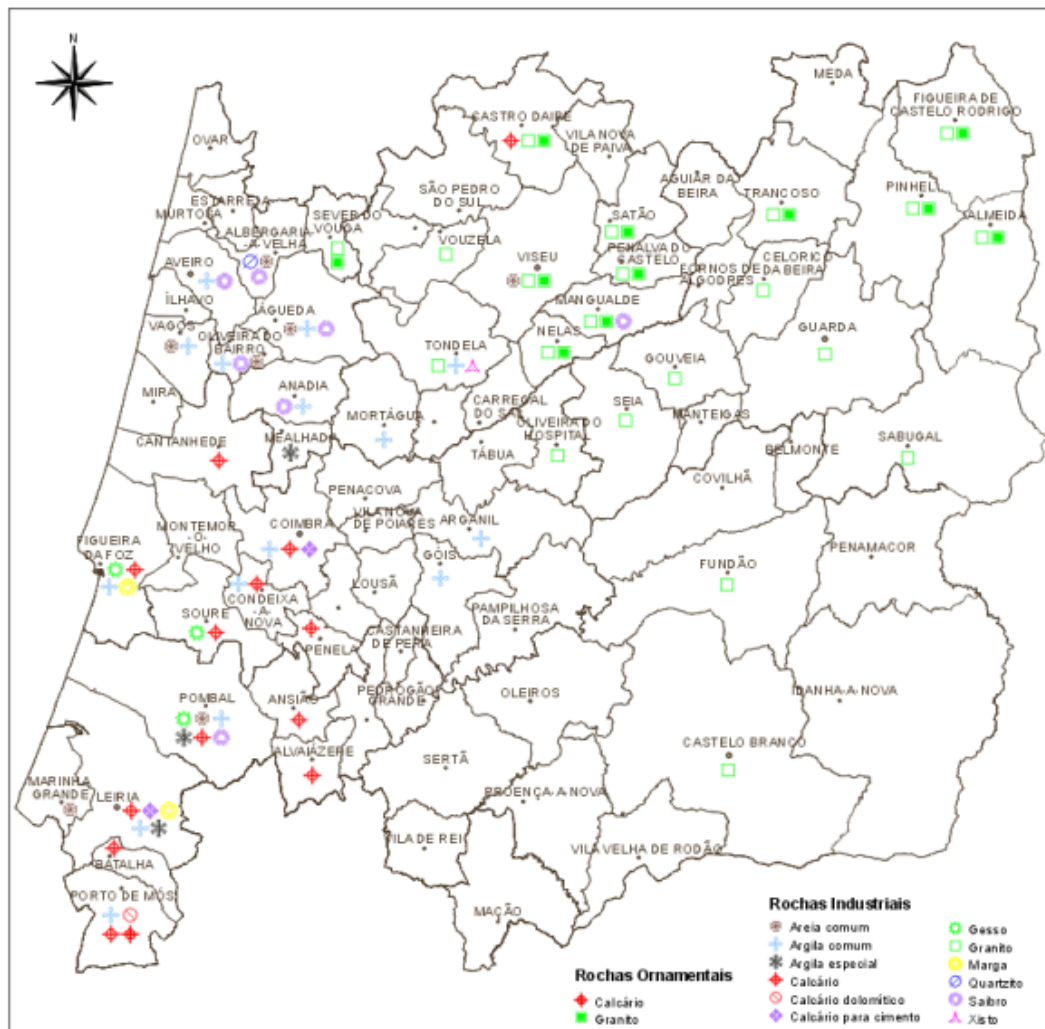 N
MEDA
FIGUEIRA DE
CASTELO RODRIGO
CASTRO DAIRE
VILA NOVA
DE PAIVA
OVAR
AGUIAR DA
BEIRA
TRANCOSO
PINHEL
SÃO PEDRO
DO SUL
ESTARREJA
MURTOSA
SEVER DO
VOUGA
ALBERGARIA
-A-VELHA
SATÃO
ALMEIDA
VOUZELA
PENALVA DO
CASTELO
CELORICO
DA BEIRA
FORNOS DE
ALGODRES
VISEU
AVEIRO
ÍLHAVO
MANGUALDE
ÁGUEDA
VAGOS
OLIVEIRA DO
BAIRRO
NELAS
GUARDA
TONDELA
GOUVEIA
ANADIA
MIRA
MORTÁGUA
CARREGAL
DO SAL
SEIA
MANTEIGAS
OLIVEIRA DO
HOSPITAL
CANTANHEDE
MEALHADA
SABUGAL
BELMONTE
TÁBUA
COVILHÃ
PENACOVA
VILA NOVA
DE POIARES
ARGANIL
COIMBRA
MONTEMOR
-O-
VELHO
FIGUEIRA
DA FOZ
GÓIS
FUNDÃO
PENAMACOR
LOUSÃ
CONDEIXA
-A-
NOVA
SOURE
PAMPILHOSA
DA SERRA
PENELA
CASTANHEIRA
DE PERA
PEDROGÃO
GRANDE
OLEIROS
IDANHA-A-NOVA
POMBAL
ANSIÃO
CASTELO BRANCO
ALVAIÁZERE
SERTÃ
MARINHA
GRANDE
LEIRIA
PROENÇA-A-NOVA
VILA DE REI
VILA VELHA DE RODÃO
BATALHA
PORTO DE MÓS
MAÇÃO
Rochas Ornamentais
Calcário
Granito
Rochas Industriais
Areia comum
Argila comum
Argila especial
Calcário
Calcário dolomítico
Calcário para cimento
Gesso
Granito
Marga
Quartzito
Saibro
Xisto